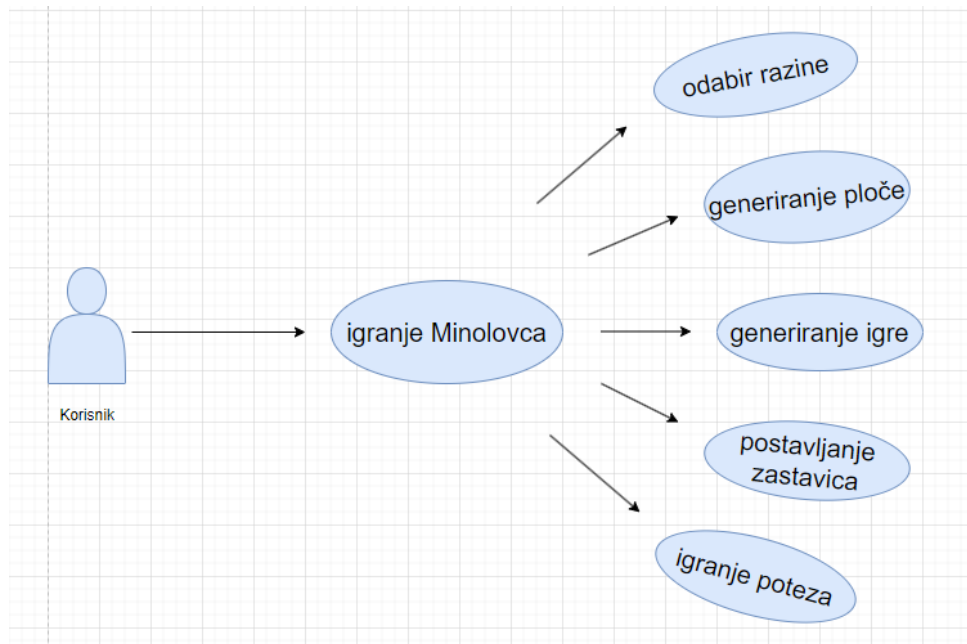 odabir razine
generiranje ploče
igranje Minolovca
generiranje igre
Korisnik
postavljanje
zastavica
igranje poteza